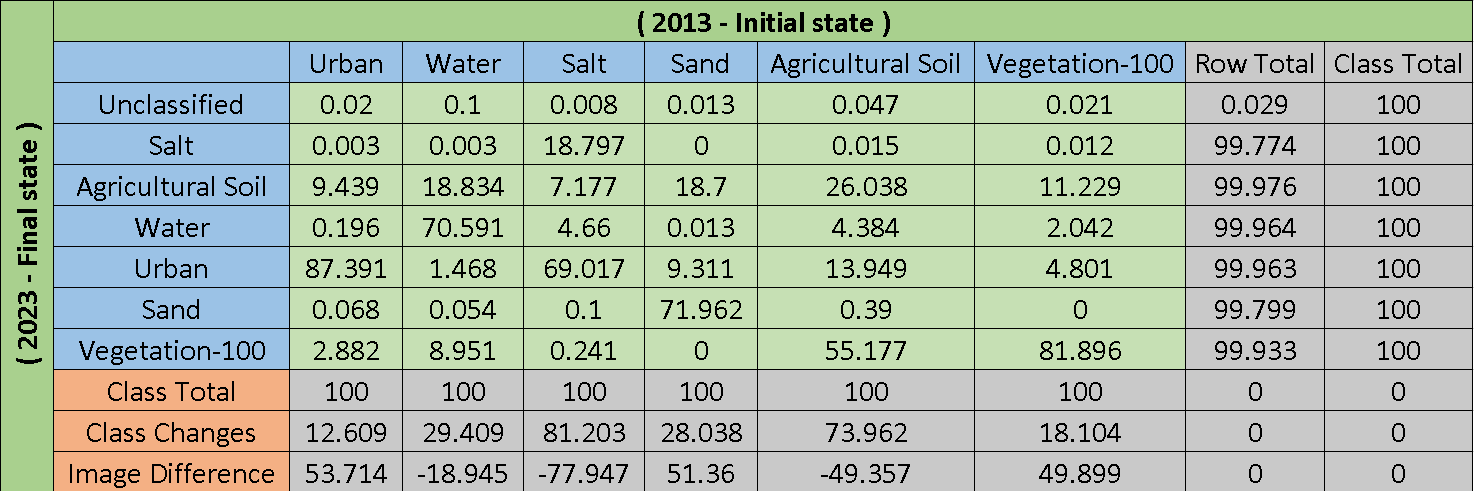 ( 2013 - Initial state )
( 2023 - Final state )
Urban Water Salt Sand Agricultural Soil Vegetation-100 Row Total Class Total
Unclassified 0.02 0.1 0.008 0.013 0.047 0.021 0.029 100
Salt 0.003 0.003 18.797 0 0.015 0.012 99.774 100
Agricultural Soil 9.439 18.834 7.177 18.7 26.038 11.229 99.976 100
Water 0.196 70.591 4.66 0.013 4.384 2.042 99.964 100
Urban 87.391 1.468 69.017 9.311 13.949 4.801 99.963 100
Sand 0.068 0.054 0.1 71.962 0.39 0 99.799 100
Vegetation-100 2.882 8.951 0.241 0 55.177 81.896 99.933 100
Class Total 100 100 100 100 100 100 0 0
Class Changes 12.609 29.409 81.203 28.038 73.962 18.104 0 0
Image Difference 53.714 -18.945 -77.947 51.36 -49.357 49.899 0 0